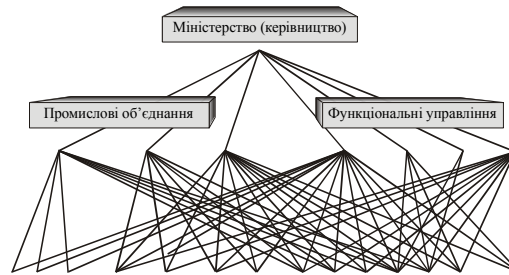 Міністерство (керівництво)
Промислові об’єднання
Функціональні управління